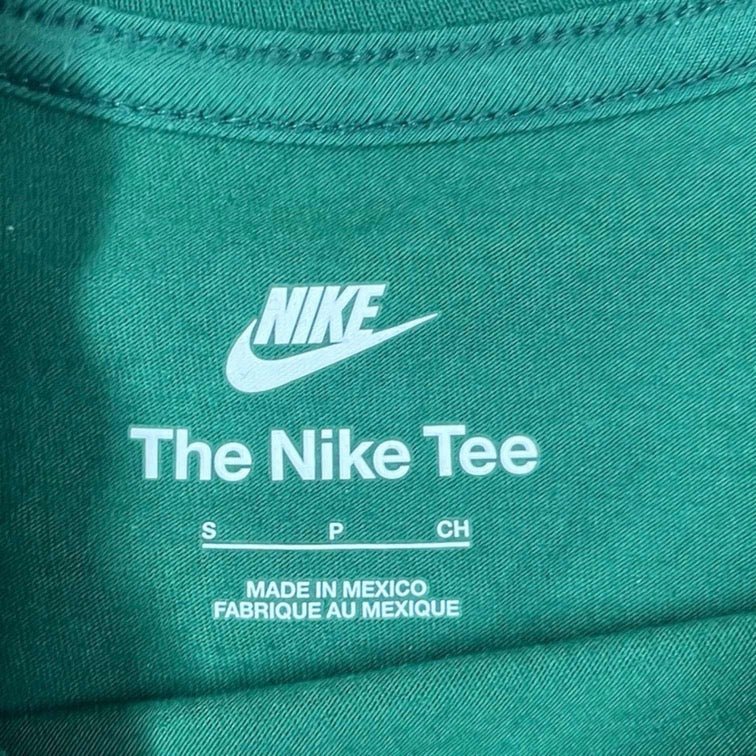 NIKE
The Nike Tee
S P CH
MADE IN MEXICO
FABRIQUE AU MEXIQUE